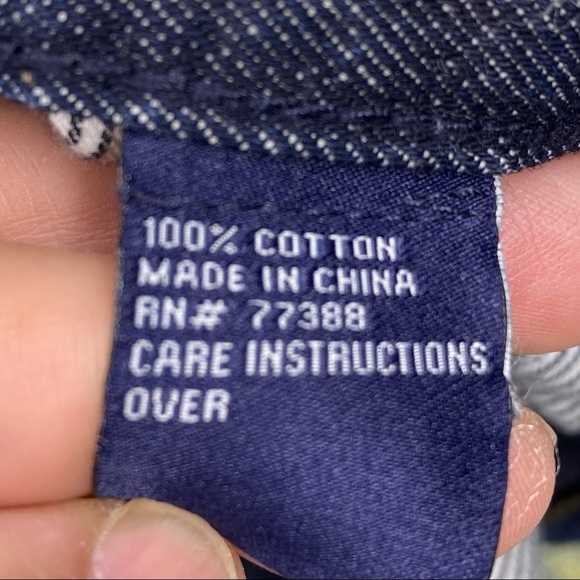 100% COTTON
MADE IN CHINA
RN# 77388
CARE INSTRUCTIONS
OVER